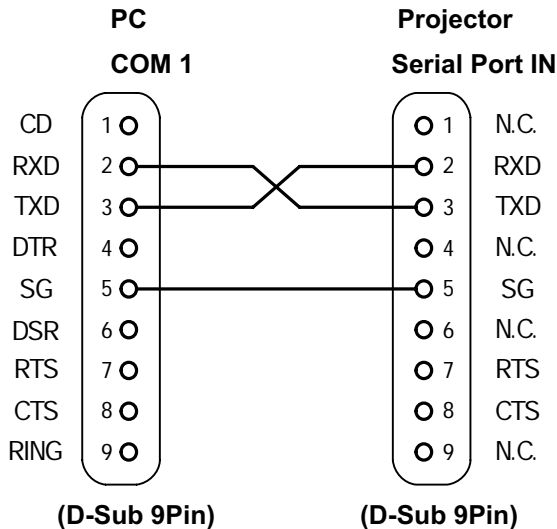 PC Projector
COM 1 Serial Port IN
CD 1 1 N.C.
RXD 2 2 RXD
TXD 3 3 TXD
DTR 4 4 N.C.
SG 5 5 SG
DSR 6 6 N.C.
RTS 7 7 RTS
CTS 8 8 CTS
RING 9 9 N.C.
(D-Sub 9Pin) (D-Sub 9Pin)